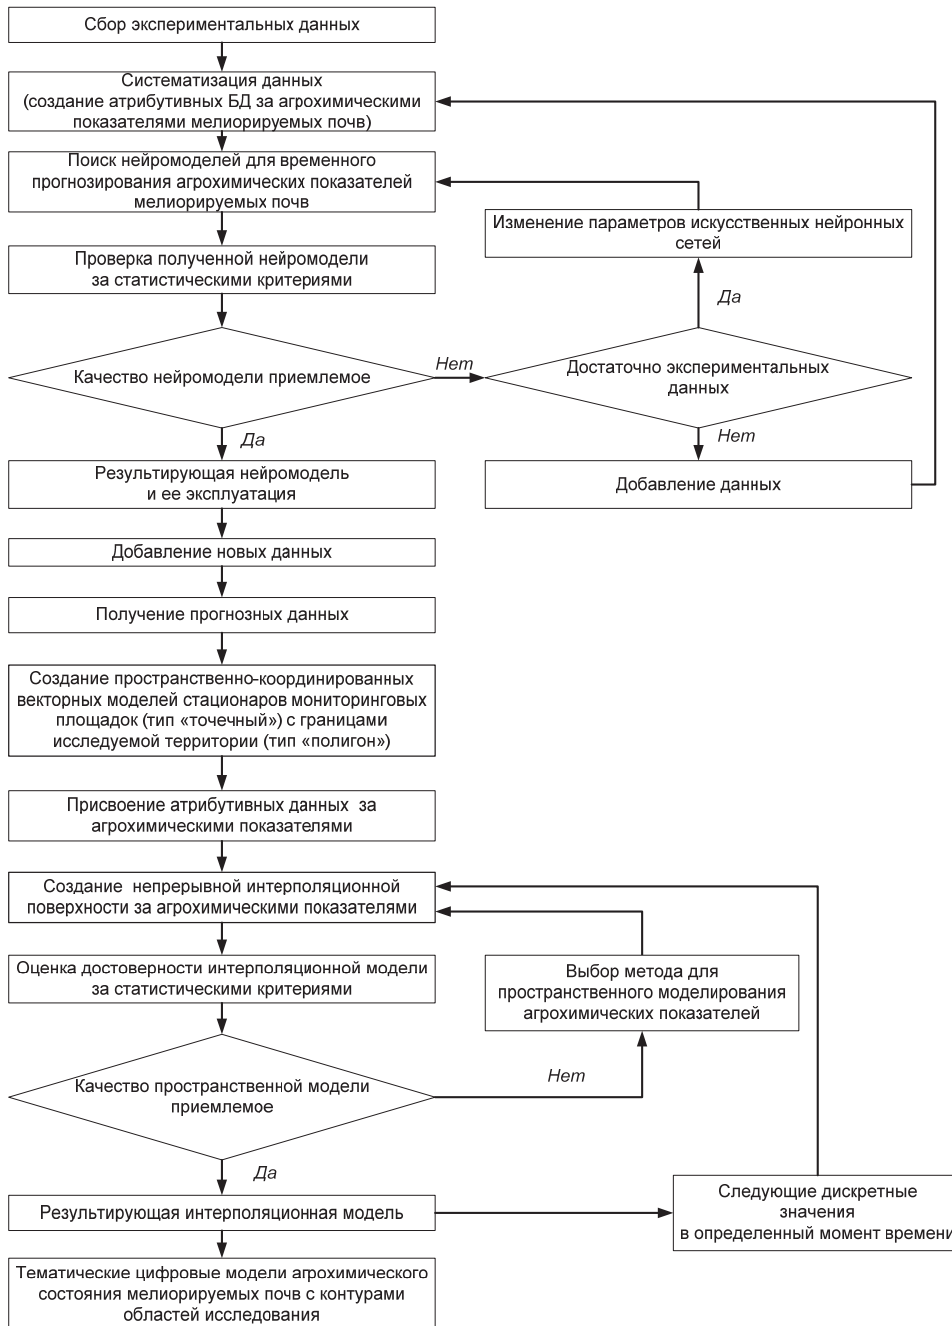 Сбор экспериментальных данных
Систематизация данных
(создание атрибутивных БД за агрохимическими
показателями мелиорируемых почв)
Поиск нейромоделей для временного
прогнозирования агрохимических показателей
мелиорируемых почв
Изменение параметров искусственных нейронных
сетей
Проверка полученной нейромодели
за статистическими критериями
Да
Качество нейромодели приемлемое
Нет
Достаточно экспериментальных
данных
Да
Нет
Результирующая нейромодель
и ее эксплуатация
Добавление данных
Добавление новых данных
Получение прогнозных данных
Создание пространственно-координированных
векторных моделей стационаров мониторинговых
площадок (тип «точечный») с границами
исследуемой территории (тип «полигон»)
Присвоение атрибутивных данных за
агрохимическими показателями
Создание непрерывной интерполяционной
поверхности за агрохимическими показателями
Оценка достоверности интерполяционной модели
за статистическими критериями
Выбор метода для
пространственного моделирования
агрохимических показателей
Качество пространственной модели
приемлемое
Нет
Да
Результирующая интерполяционная модель
Следующие дискретные
значения
в определенный момент времени
Тематические цифровые модели агрохимического
состояния мелиорируемых почв с контурами
областей исследования